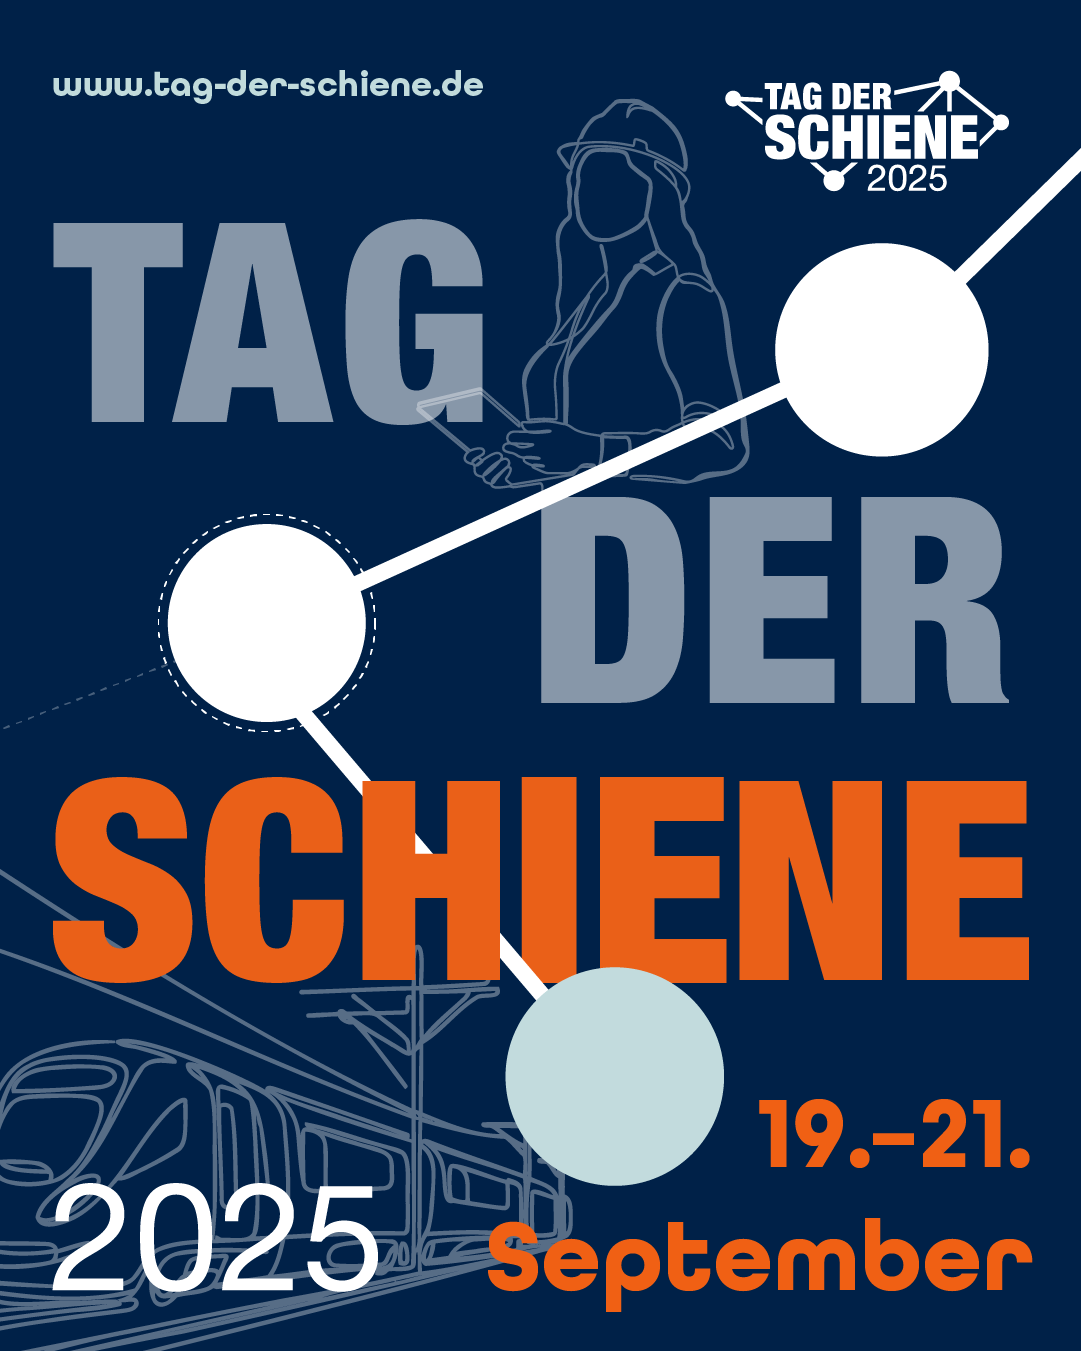 www.tag-der-schiene.de
TAG DER
SCHIENE
2025
TAG
DER
SCHIENE
19.–21.
2025
September